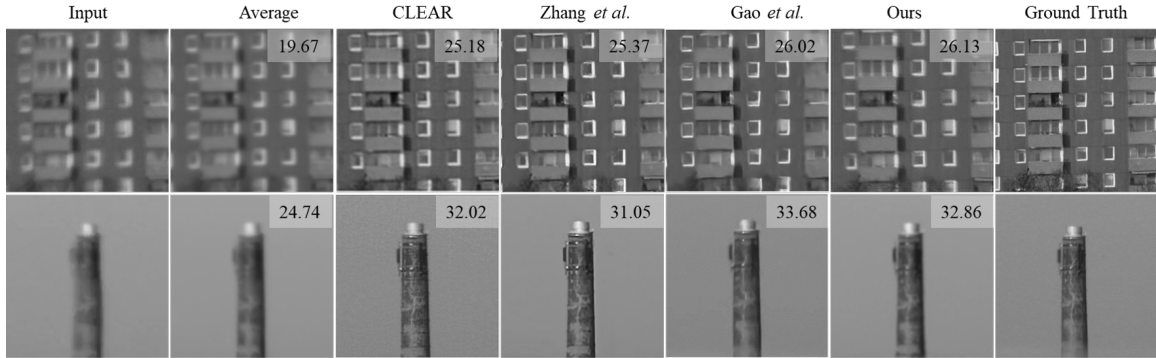 Input Average CLEAR Zhang et al. Gao et al. Ours Ground Truth
19.67 25.18 25.37 26.02 26.13
24.74 32.02 31.05 33.68 32.86